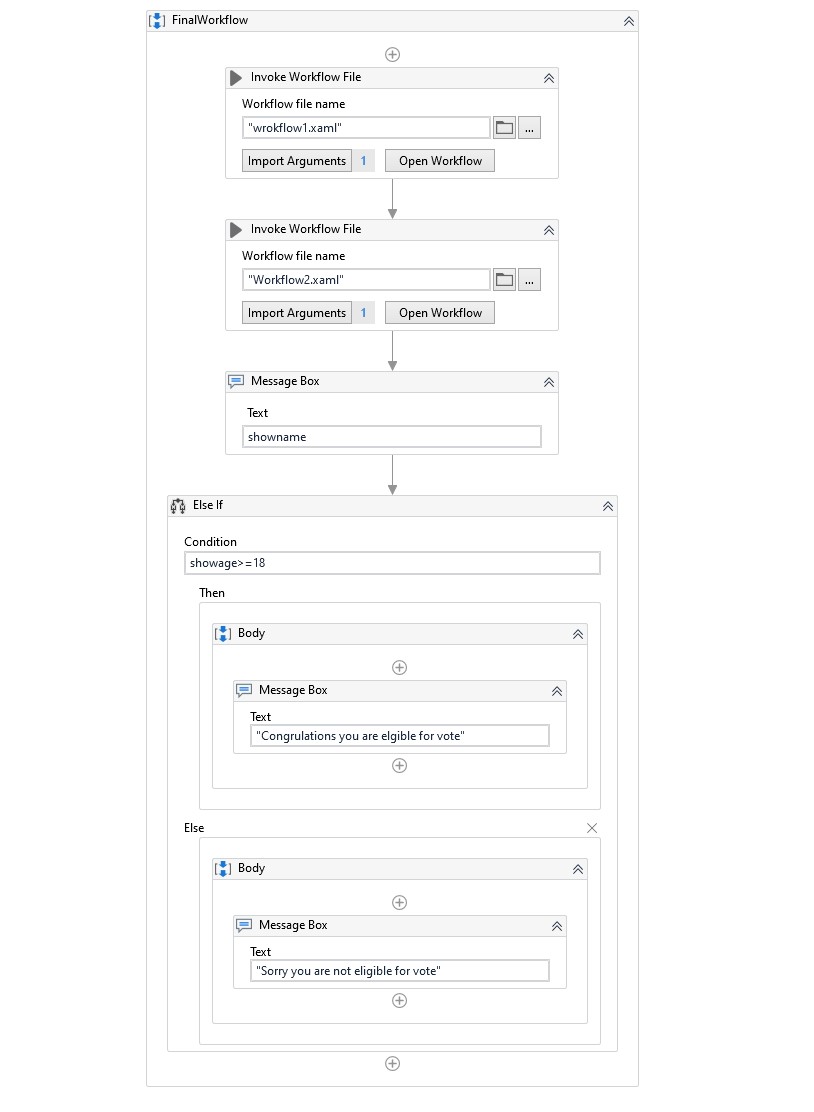 FinalWorkflow
Invoke Workflow File
Workflow file name
"wrokflow1.xaml"
...
Import Arguments 1 Open Workflow
Invoke Workflow File
Workflow file name
"Workflow2.xaml"
...
Import Arguments 1 Open Workflow
Message Box
Text
showname
Else If
Condition
showage>=18
Then
Body
Message Box
Text
"Congrulations you are elgible for vote"
Else
Body
Message Box
Text
"Sorry you are not eligible for vote"